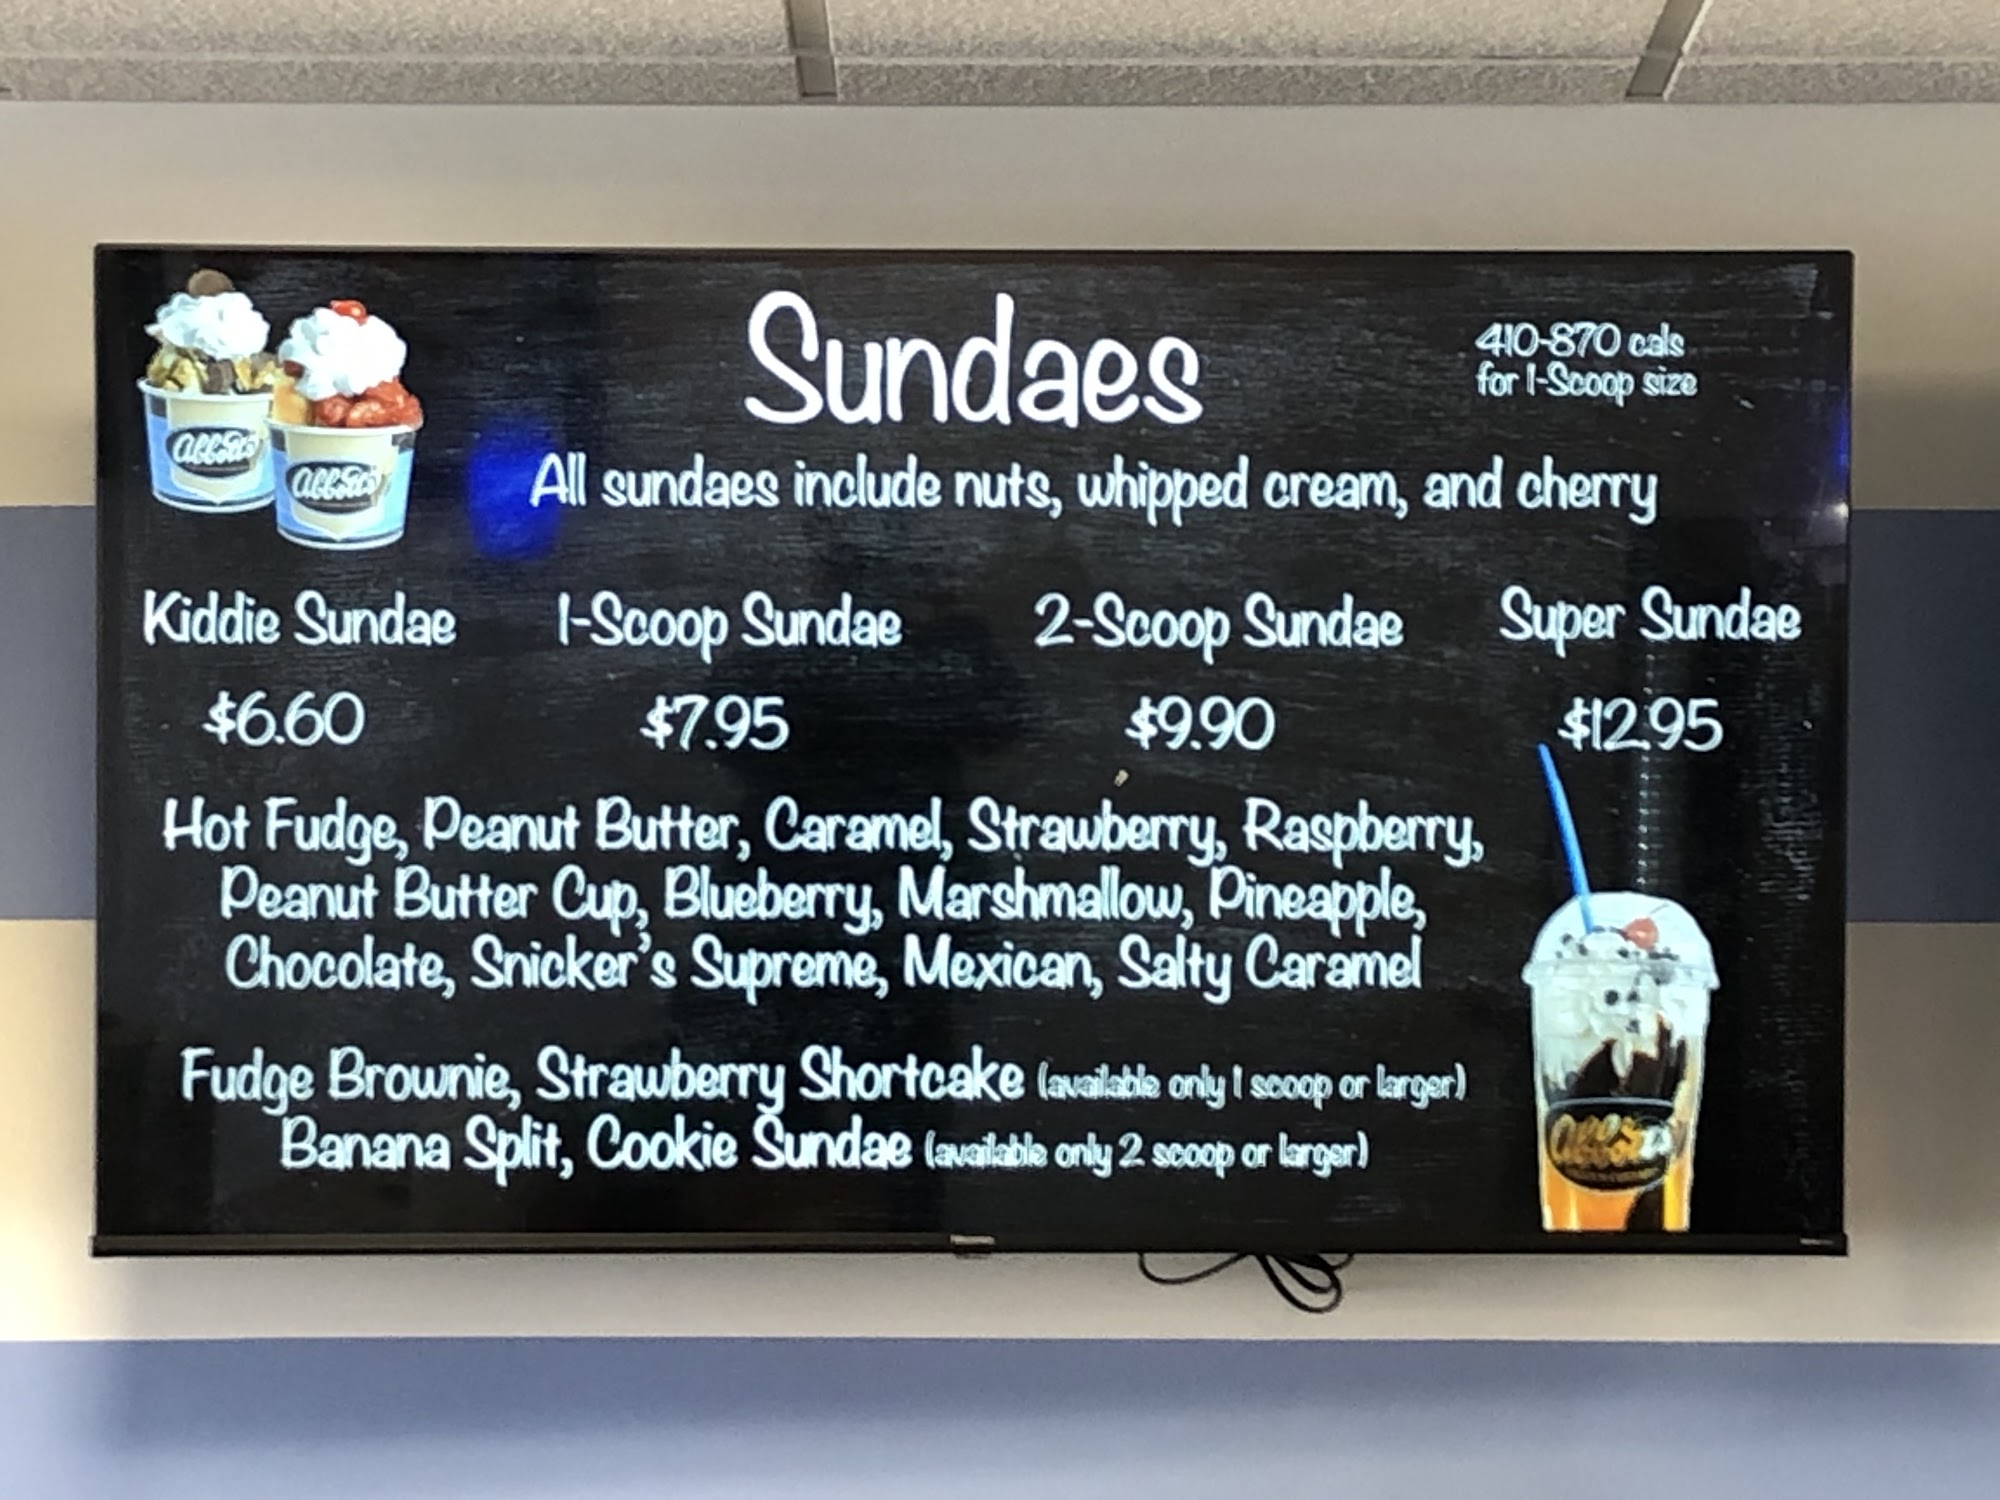 Sundaes
410-870 cals
for 1-Scoop size
All sundaes include nuts, whipped cream, and cherry
Abbott's
Abbott's
Kiddie Sundae
1-Scoop Sundae
2-Scoop Sundae
Super Sundae
$6.60
$7.95
$9.90
$12.95
Hot Fudge, Peanut Butter, Caramel, Strawberry, Raspberry,
Peanut Butter Cup, Blueberry, Marshmallow, Pineapple,
Chocolate, Snicker's Supreme, Mexican, Salty Caramel
Fudge Brownie, Strawberry Shortcake (available only 1 scoop or larger)
Banana Split, Cookie Sundae (available only 2 scoop or larger)
Abbott's